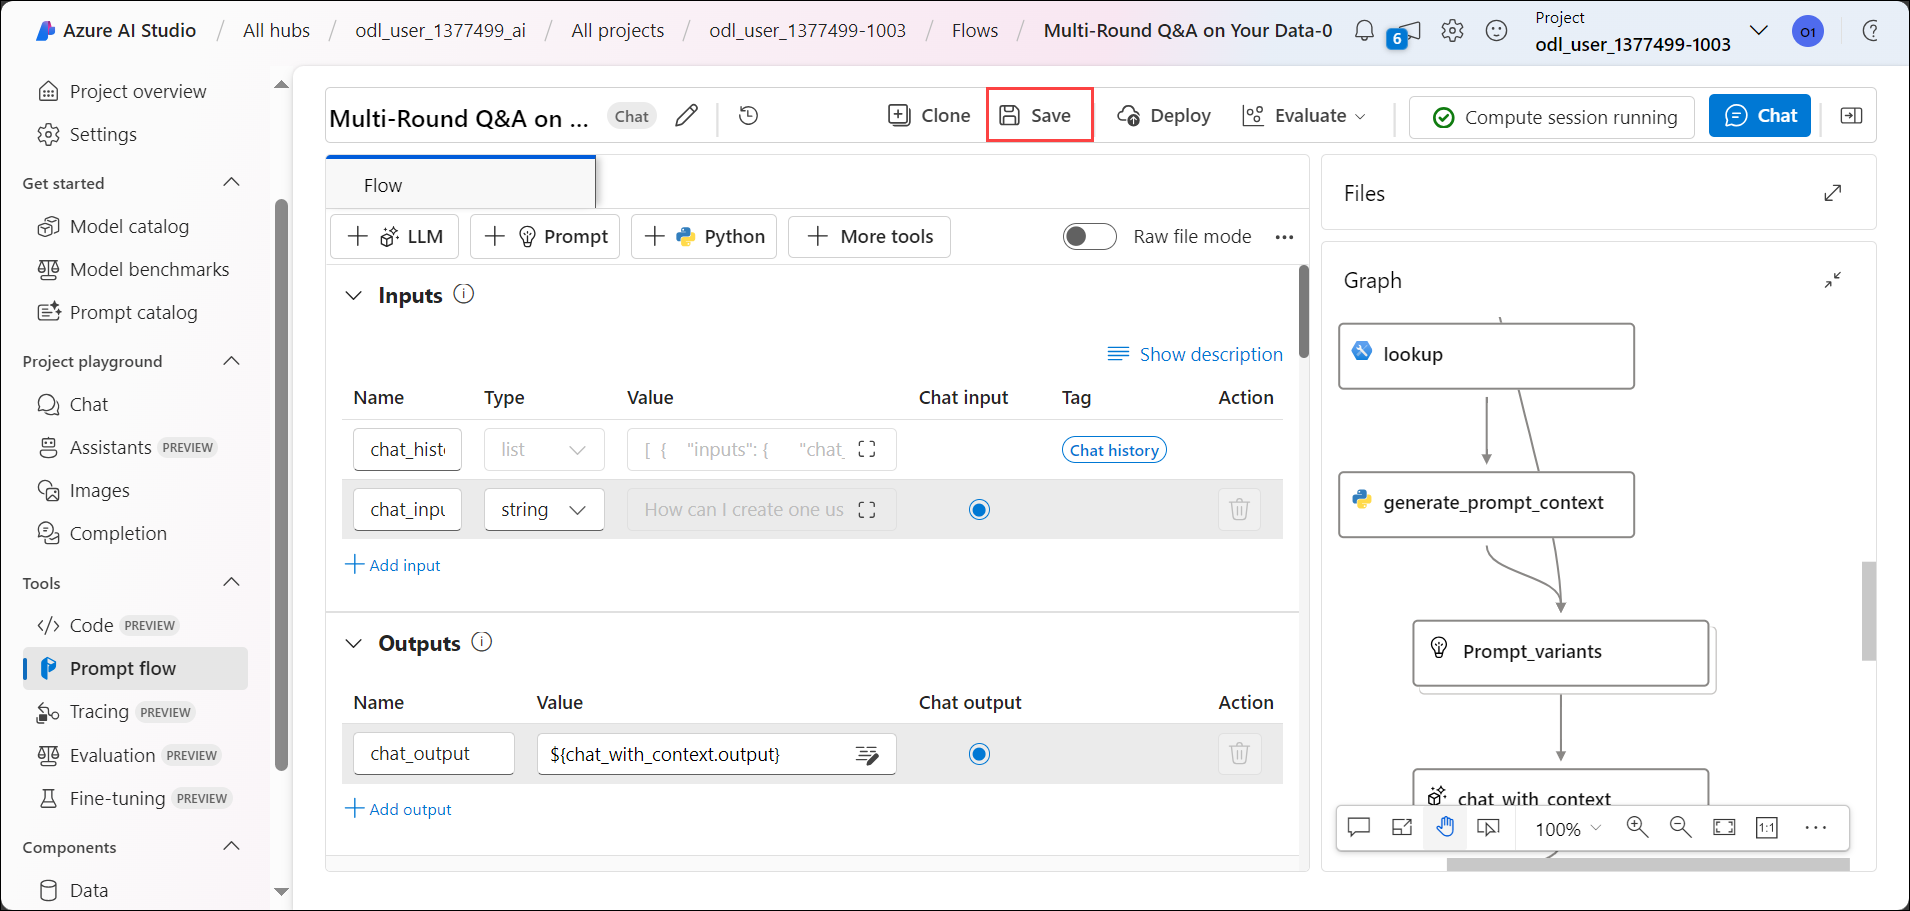 Azure AI Studio / All hubs / odl_user_1377499_ai / All projects / odl_user_1377499-1003 / Flows / Multi-Round Q&A on Your Data-0
6
Project
odl_user_1377499-1003
01
Project overview
Settings
Get started
Model catalog
Model benchmarks
Prompt catalog
Project playground
Chat
Assistants PREVIEW
Images
Completion
Tools
Code PREVIEW
Prompt flow
Tracing PREVIEW
Evaluation PREVIEW
Fine-tuning PREVIEW
Components
Data
Multi-Round Q&A on ...
Chat
Clone
Save
Deploy
Evaluate
Compute session running
Chat
Flow
LLM
Prompt
Python
More tools
Raw file mode
Inputs
Show description
Name Type Value Chat input Tag Action
chat_hist list [ { "inputs": { "chat_ Chat history
chat_inpu string How can I create one us
Add input
Outputs
Name Value Chat output Action
chat_output ${chat_with_context.output}
Add output
Files
Graph
lookup
generate_prompt_context
Prompt_variants
chat_with_context
100%
1:1